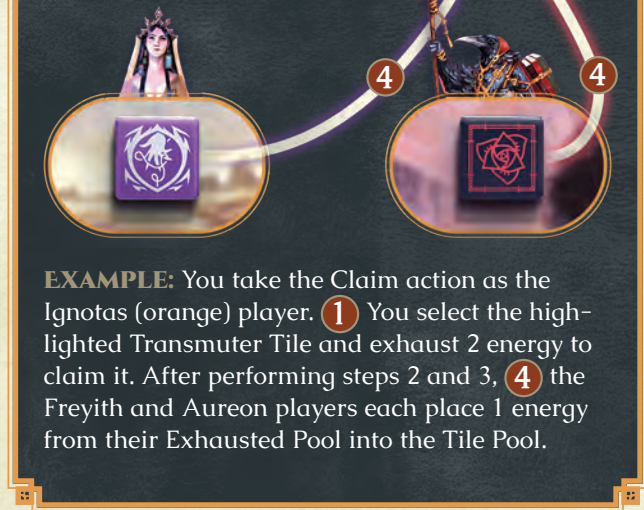 4 4
EXAMPLE: You take the Claim action as the
Ignotas (orange) player. 1 You select the high-
lighted Transmuter Tile and exhaust 2 energy to
claim it. After performing steps 2 and 3, 4 the
Freyith and Aureon players each place 1 energy
from their Exhausted Pool into the Tile Pool.